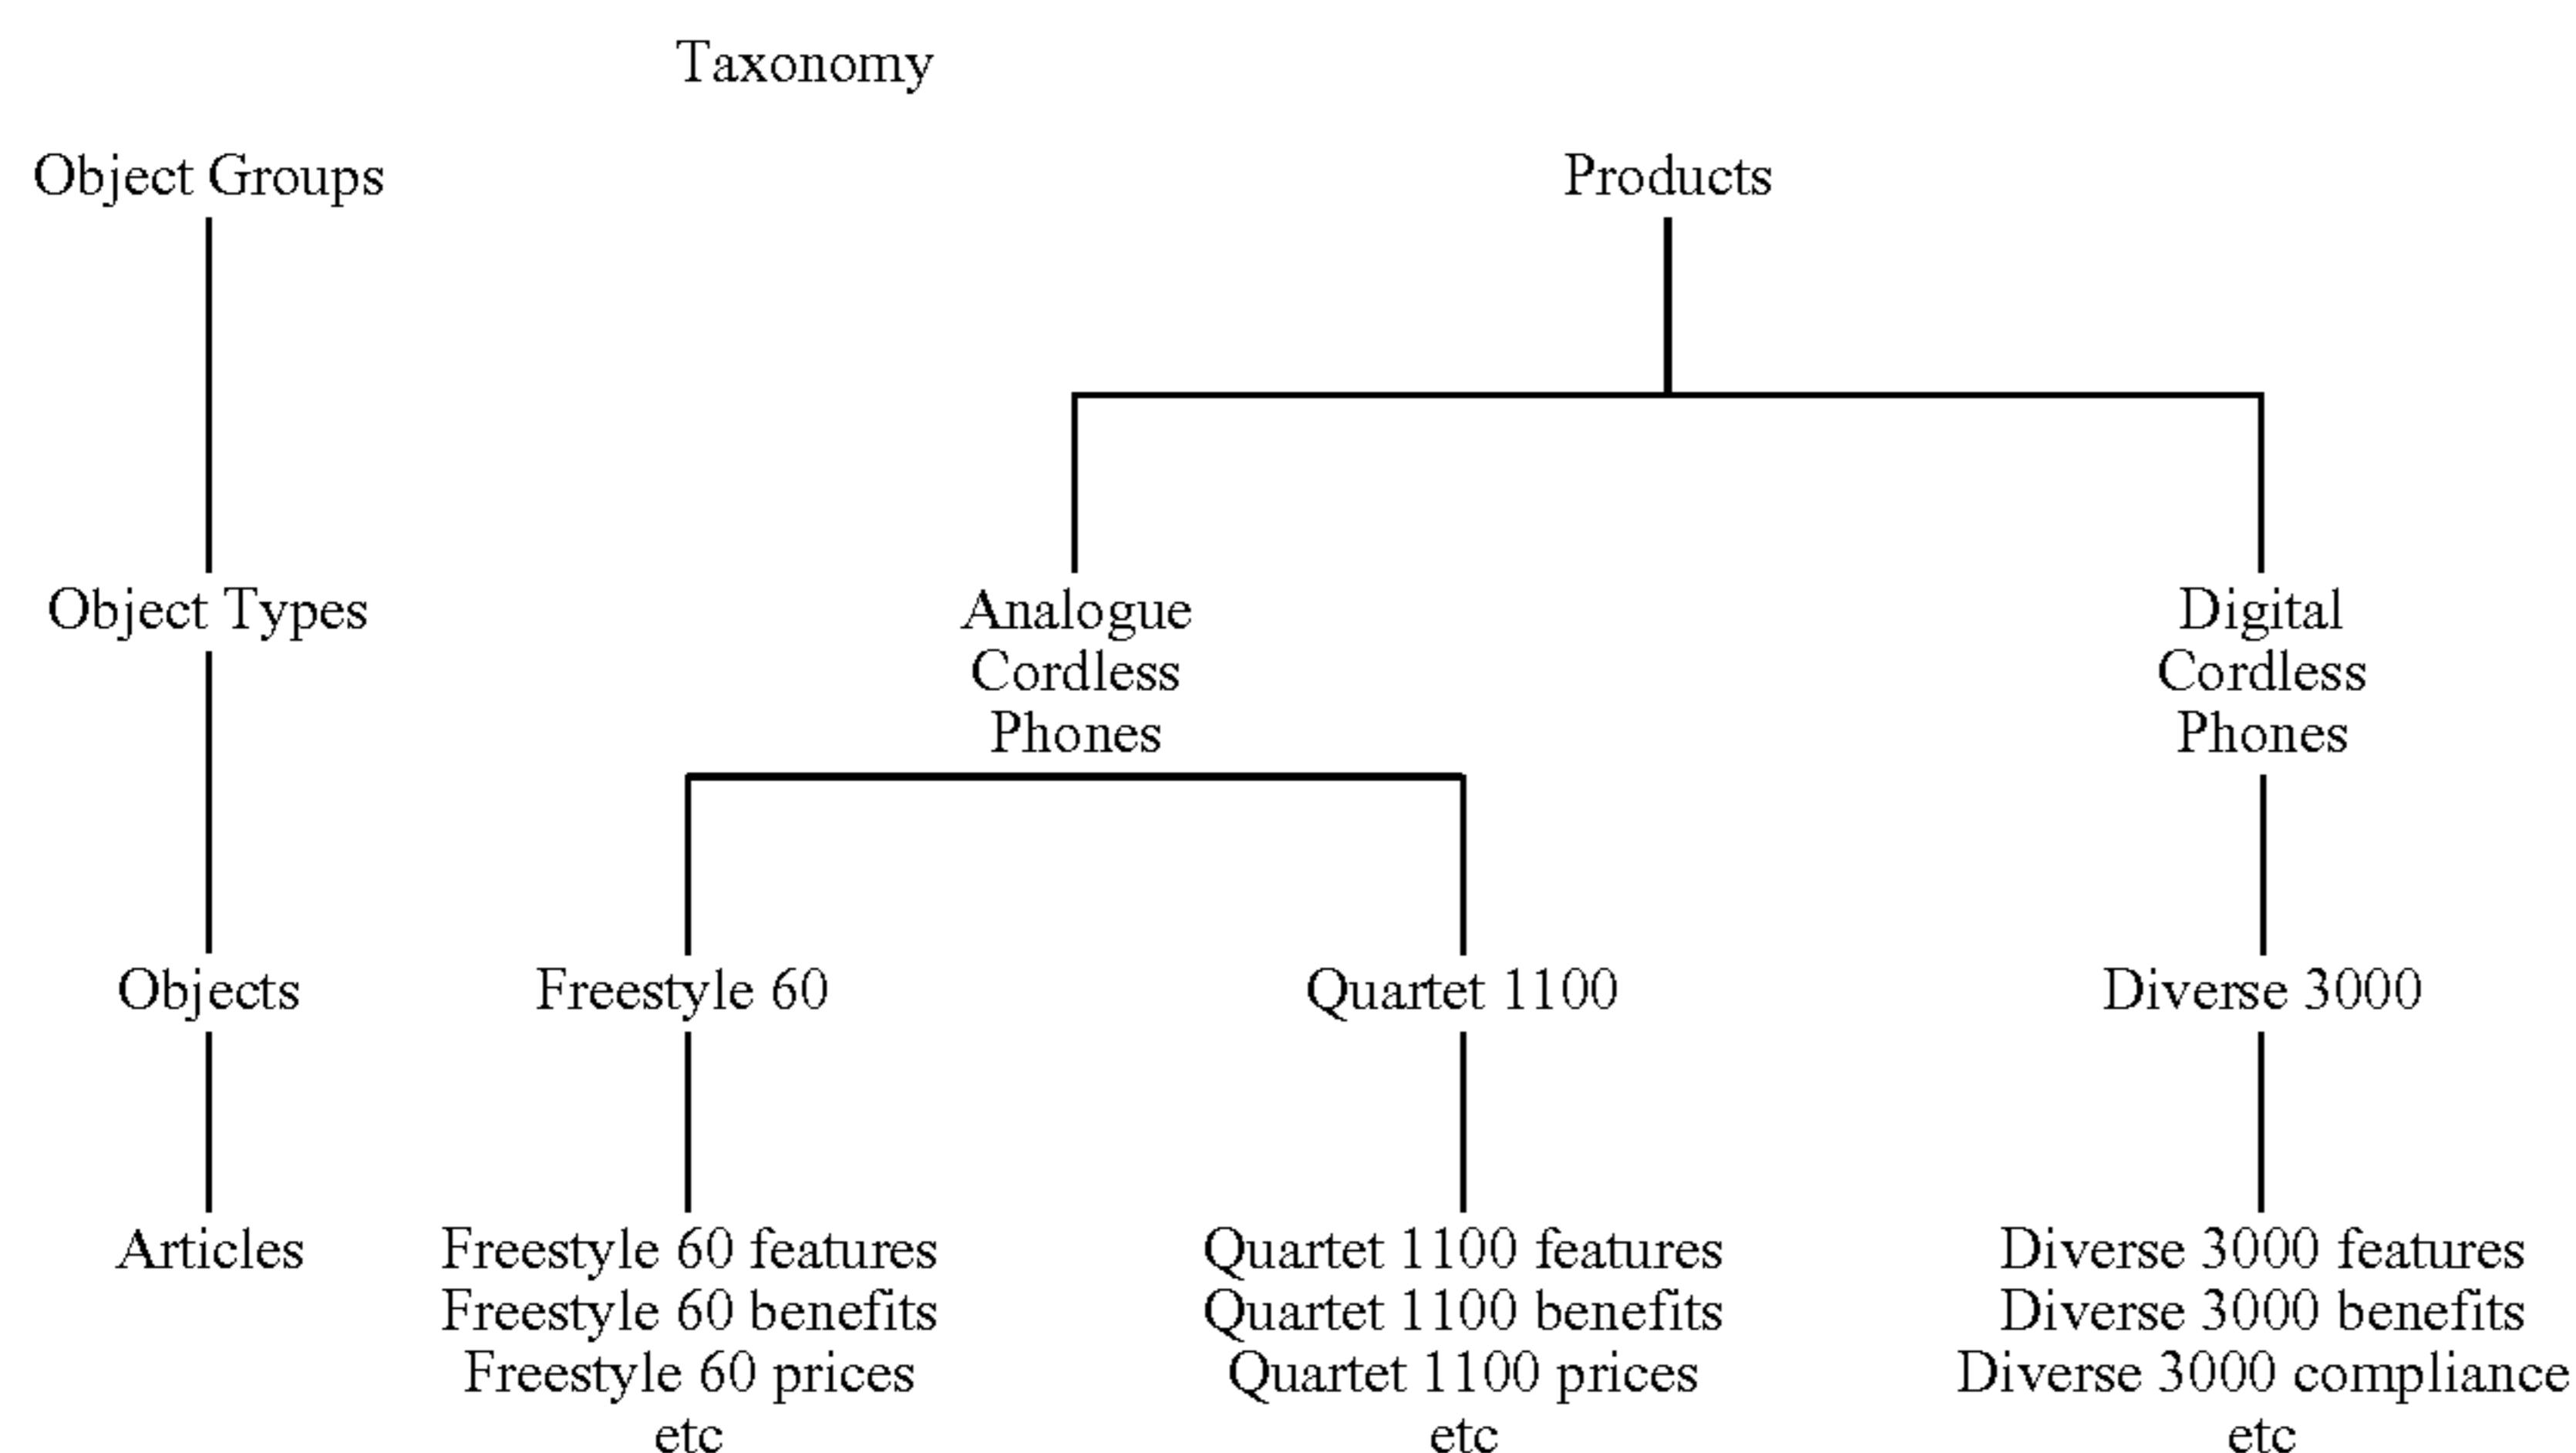 Taxonomy
Object Groups
Products
Object Types
Analogue
Cordless
Phones
Digital
Cordless
Phones
Objects
Freestyle 60
Quartet 1100
Diverse 3000
Articles
Freestyle 60 features
Freestyle 60 benefits
Freestyle 60 prices
etc
Quartet 1100 features
Quartet 1100 benefits
Quartet 1100 prices
etc
Diverse 3000 features
Diverse 3000 benefits
Diverse 3000 compliance
etc